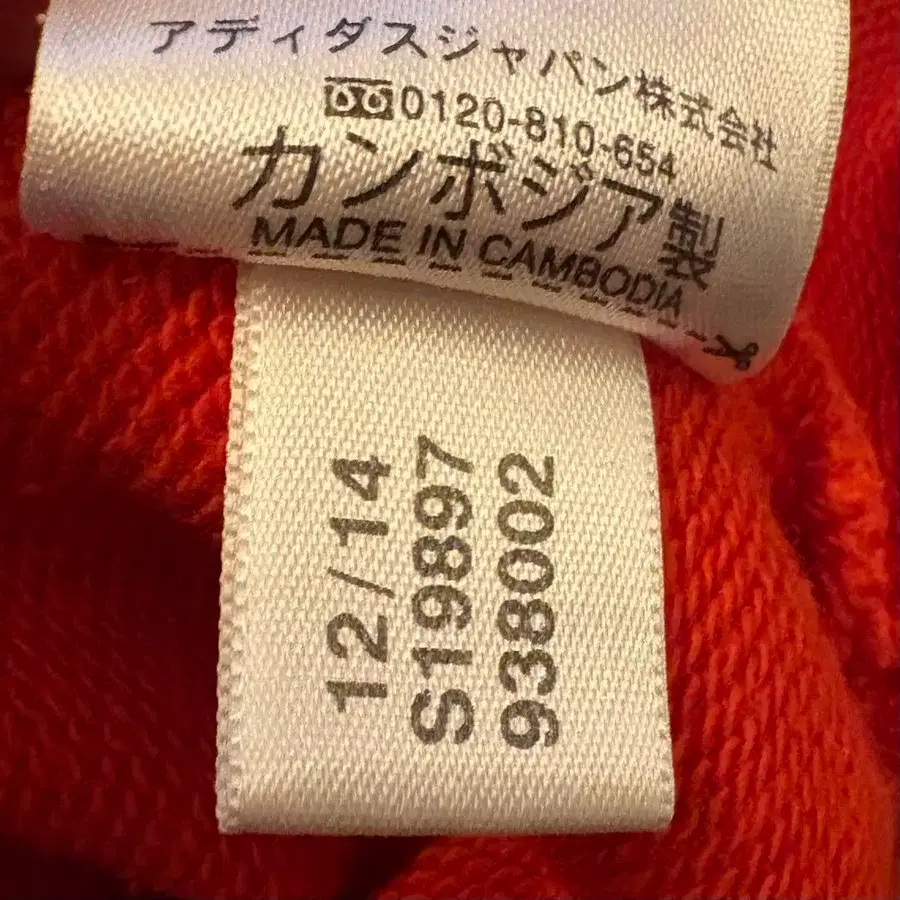 アディダスジャパン株式会社
0120-810-654
カンボジア製
MADE IN CAMBODIA
12/14
S19897
938002